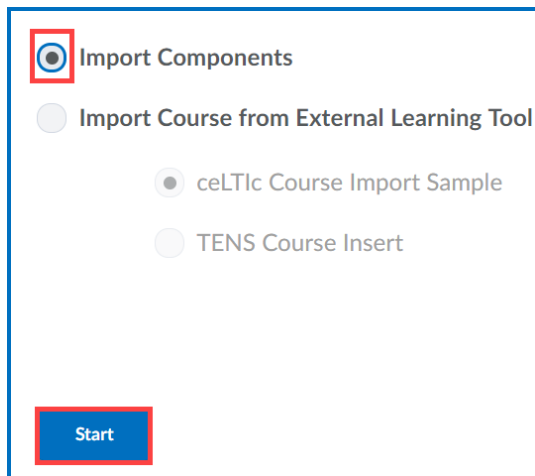 Import Components
Import Course from External Learning Tool
ceLTIc Course Import Sample
TENS Course Insert
Start